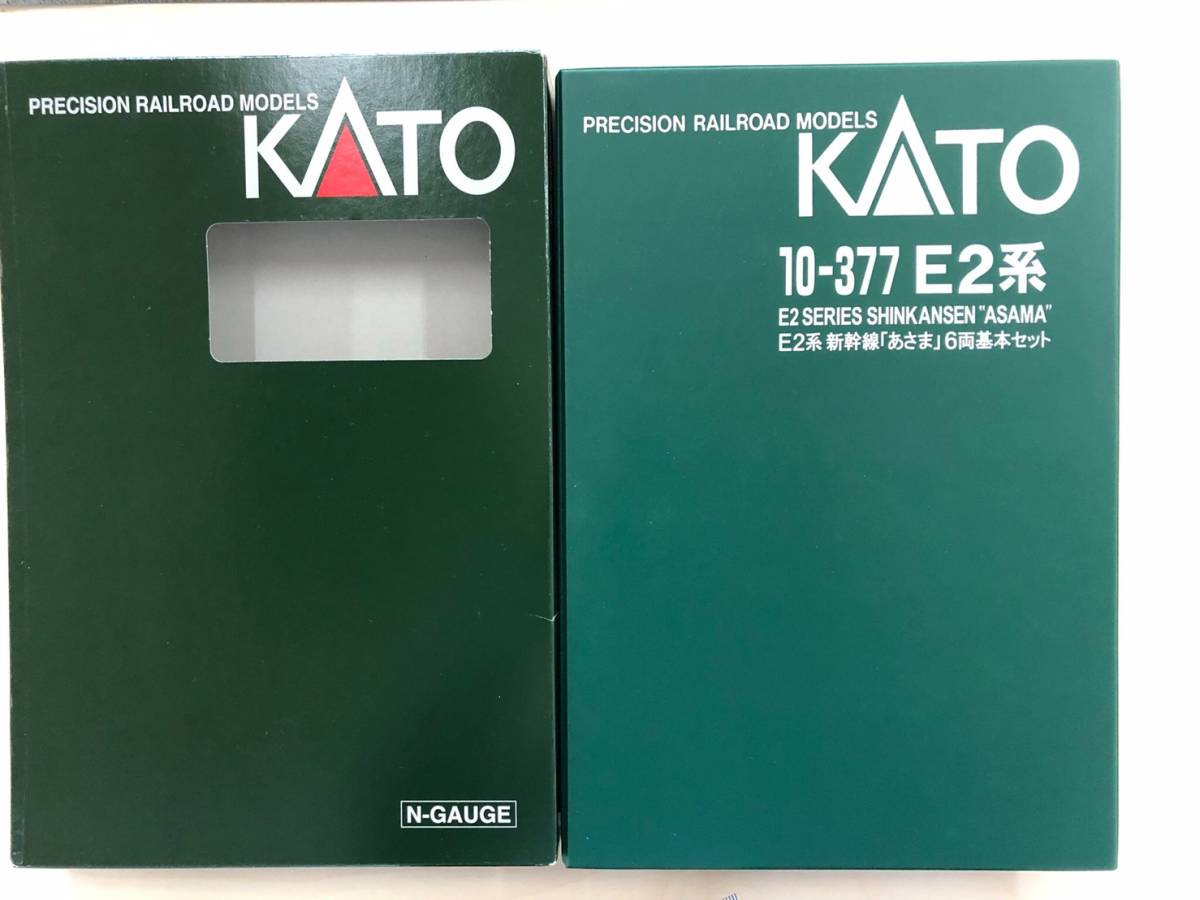 PRECISION RAILROAD MODELS
KATO
N-GAUGE
PRECISION RAILROAD MODELS
KATO
10-377 E2系
E2 SERIES SHINKANSEN "ASAMA"
E2系 新幹線「あさま」6両基本セット